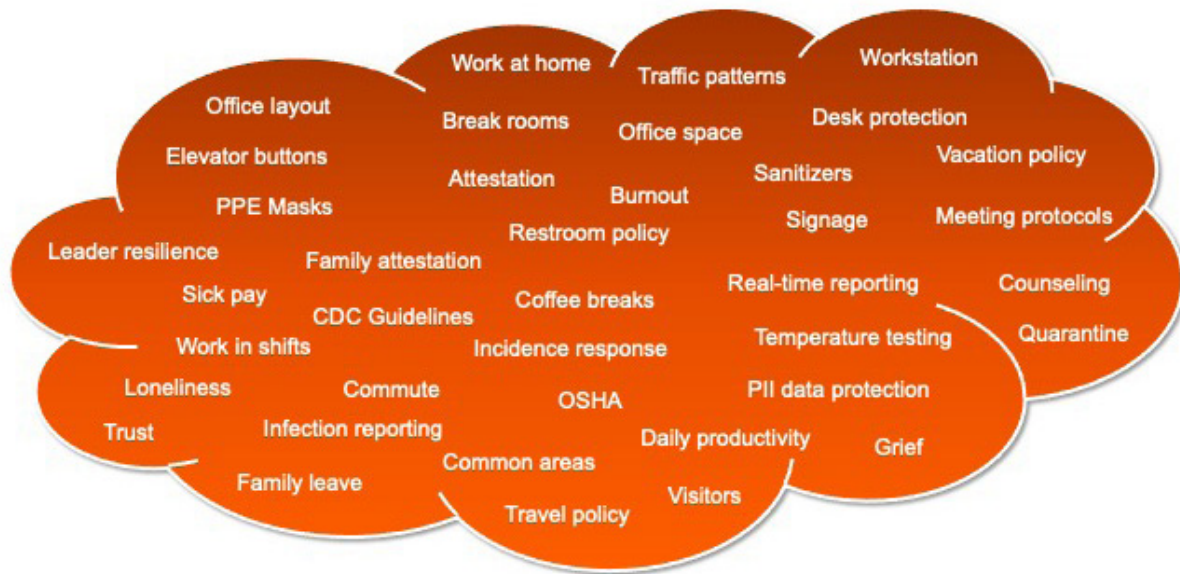 Work at home
Traffic patterns
Workstation
Office layout
Break rooms
Office space
Desk protection
Elevator buttons
Attestation
Burnout
Sanitizers
Vacation policy
PPE Masks
Restroom policy
Signage
Meeting protocols
Leader resilience
Family attestation
Sick pay
Coffee breaks
Real-time reporting
Counseling
CDC Guidelines
Work in shifts
Incidence response
Temperature testing
Quarantine
Loneliness
Commute
OSHA
PII data protection
Trust
Infection reporting
Daily productivity
Grief
Common areas
Family leave
Travel policy
Visitors